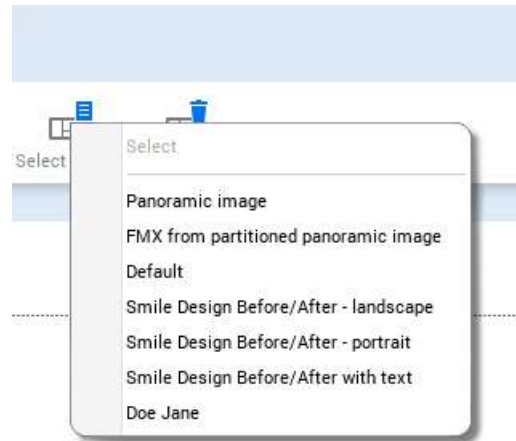 Select
Select
Panoramic image
FMX from partitioned panoramic image
Default
Smile Design Before/After - landscape
Smile Design Before/After - portrait
Smile Design Before/After with text
Doe Jane